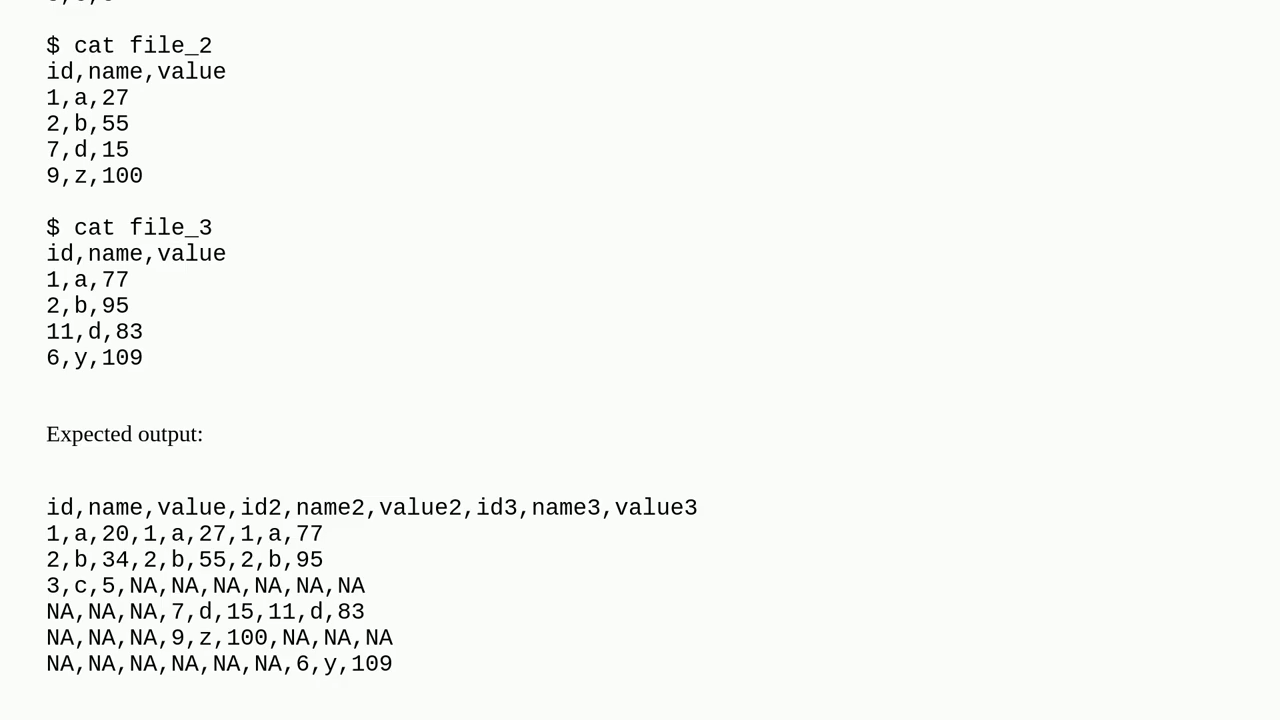 $ cat file_2
id,name,value
1,a,27
2,b,55
7,d,15
9,z,100
$ cat file_3
id,name,value
1,a,77
2,b,95
11,d,83
6,y,109
Expected output:
id,name,value,id2,name2,value2,id3,name3,value3
1,a,20,1,a,27,1,a,77
2,b,34,2,b,55,2,b,95
3,c,5,NA,NA,NA,NA,NA,NA
NA,NA,NA,7,d,15,11,d,83
NA,NA,NA,9,z,100,NA,NA,NA
NA,NA,NA,NA,NA,NA,6,y,109